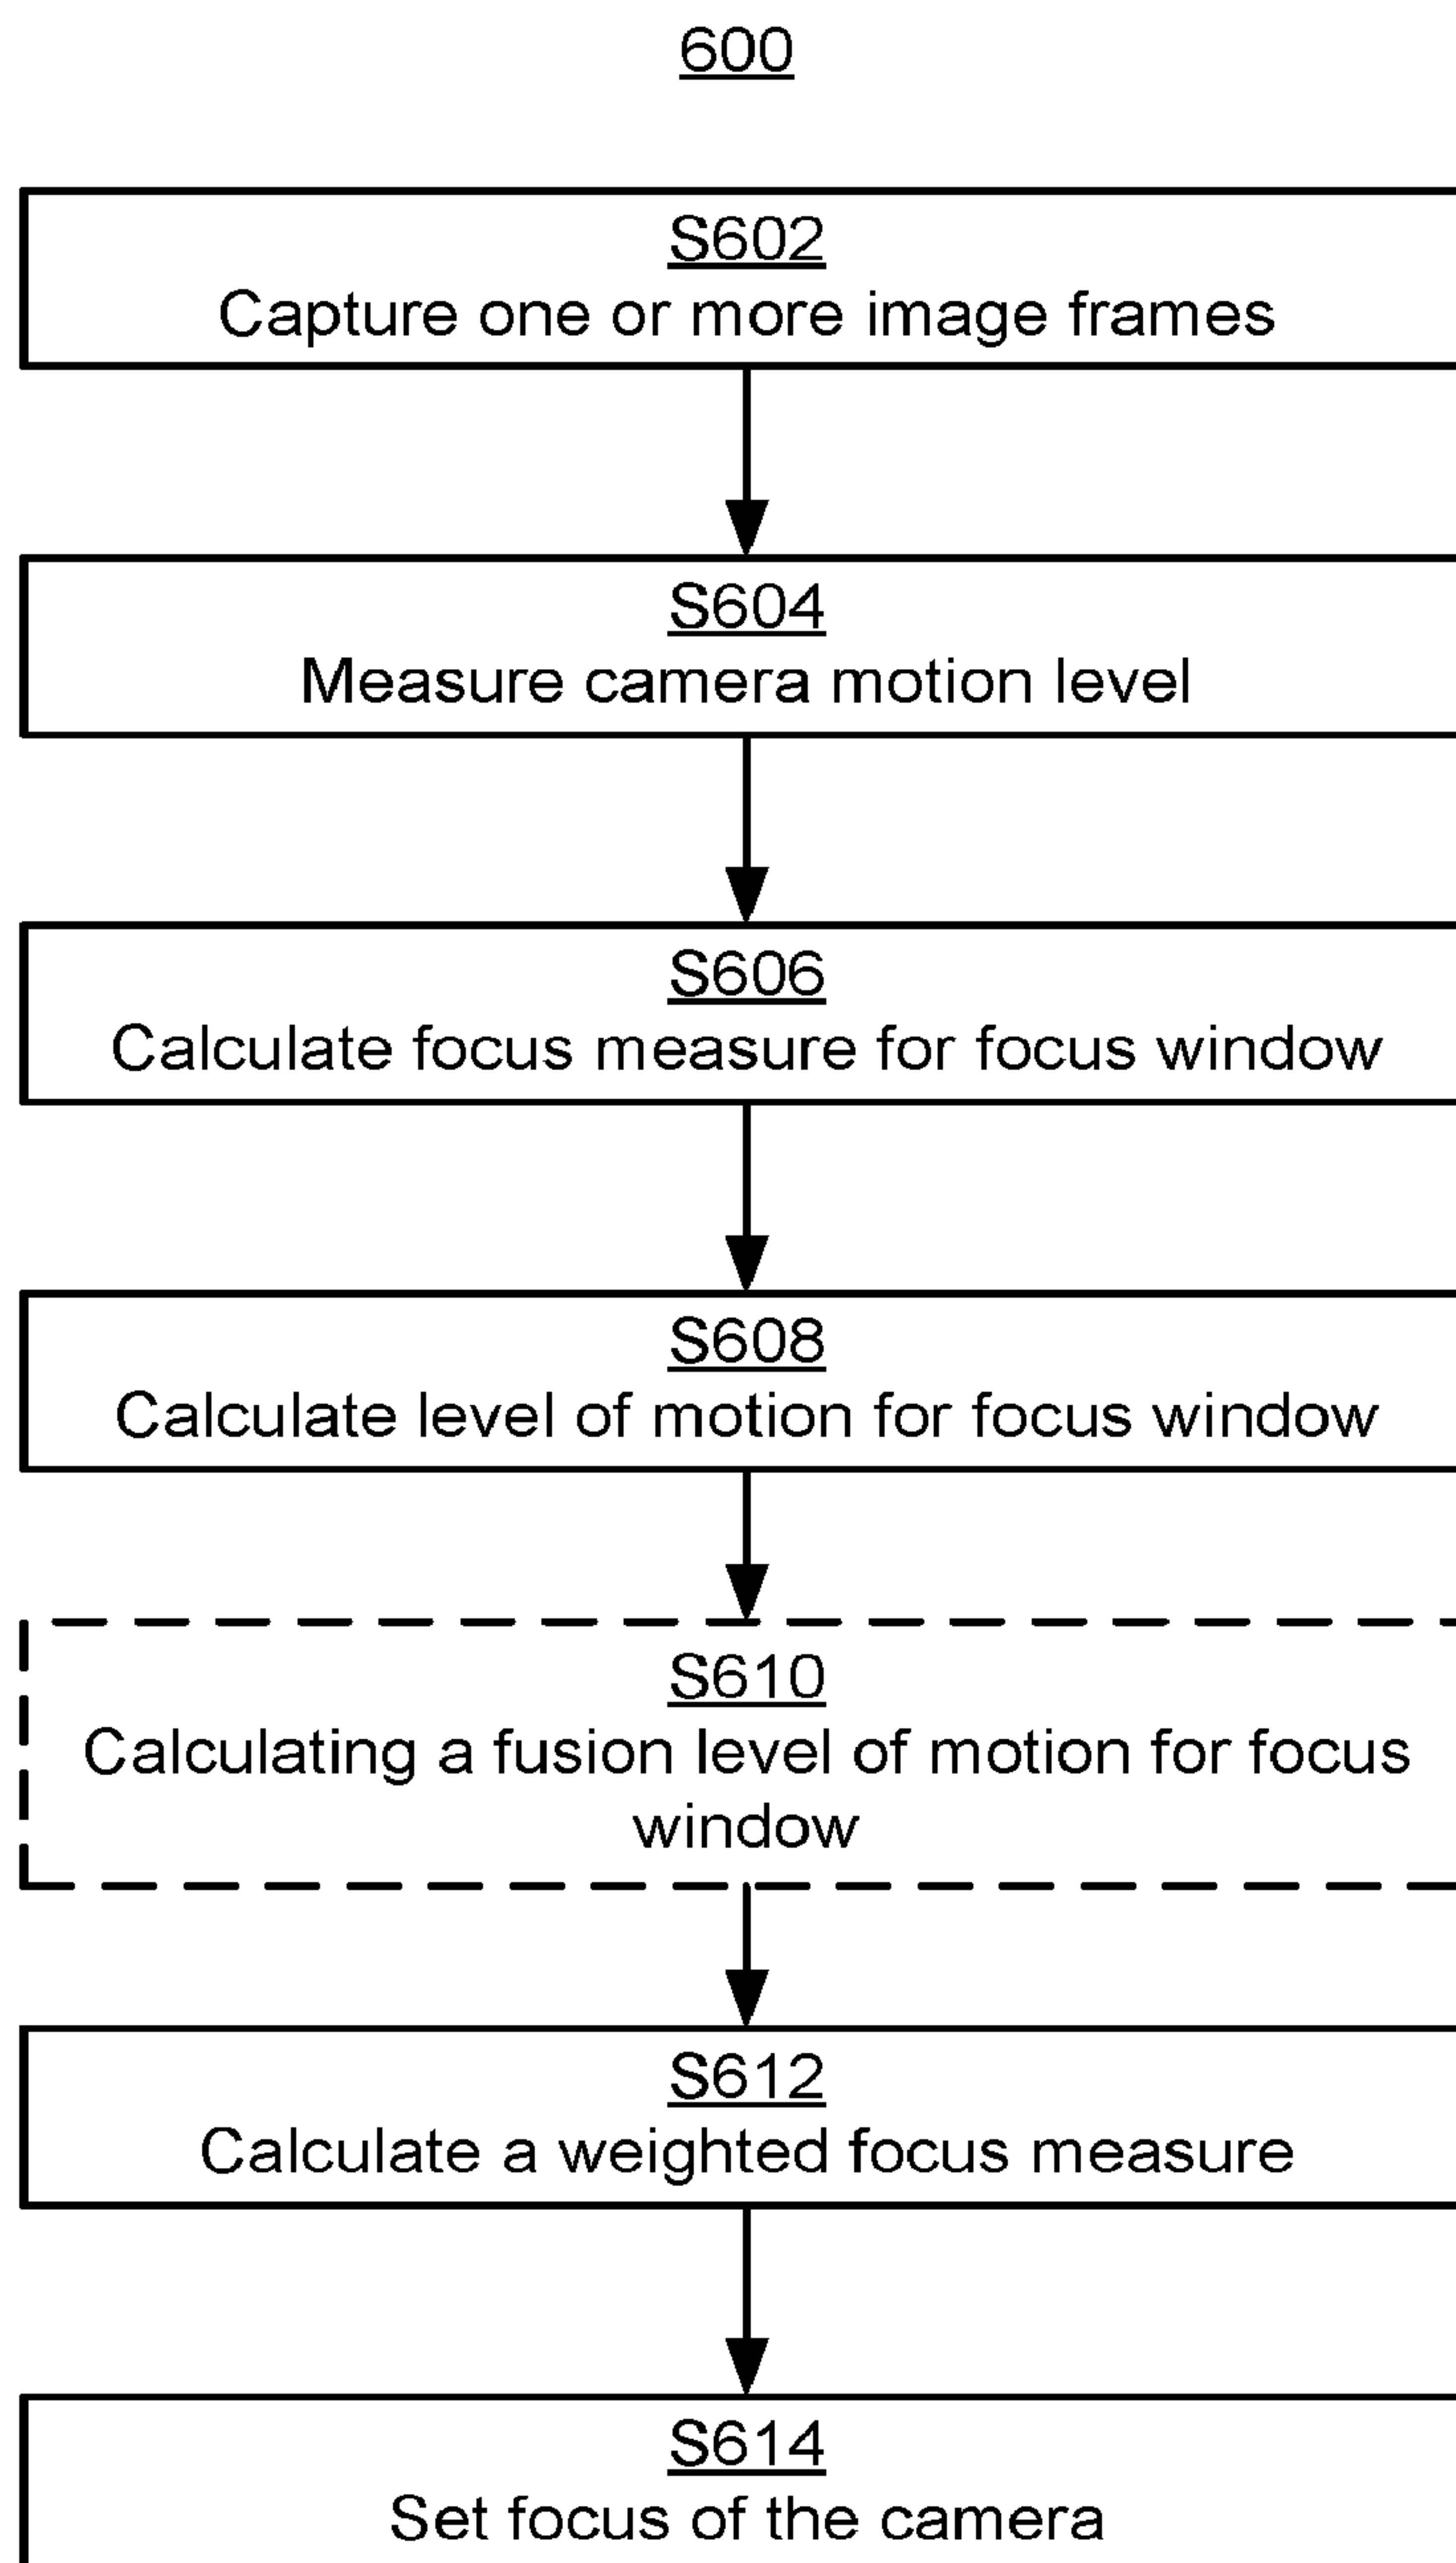 600
S602
Capture one or more image frames
S604
Measure camera motion level
S606
Calculate focus measure for focus window
S608
Calculate level of motion for focus window
S610
Calculating a fusion level of motion for focus
window
S612
Calculate a weighted focus measure
S614
Set focus of the camera